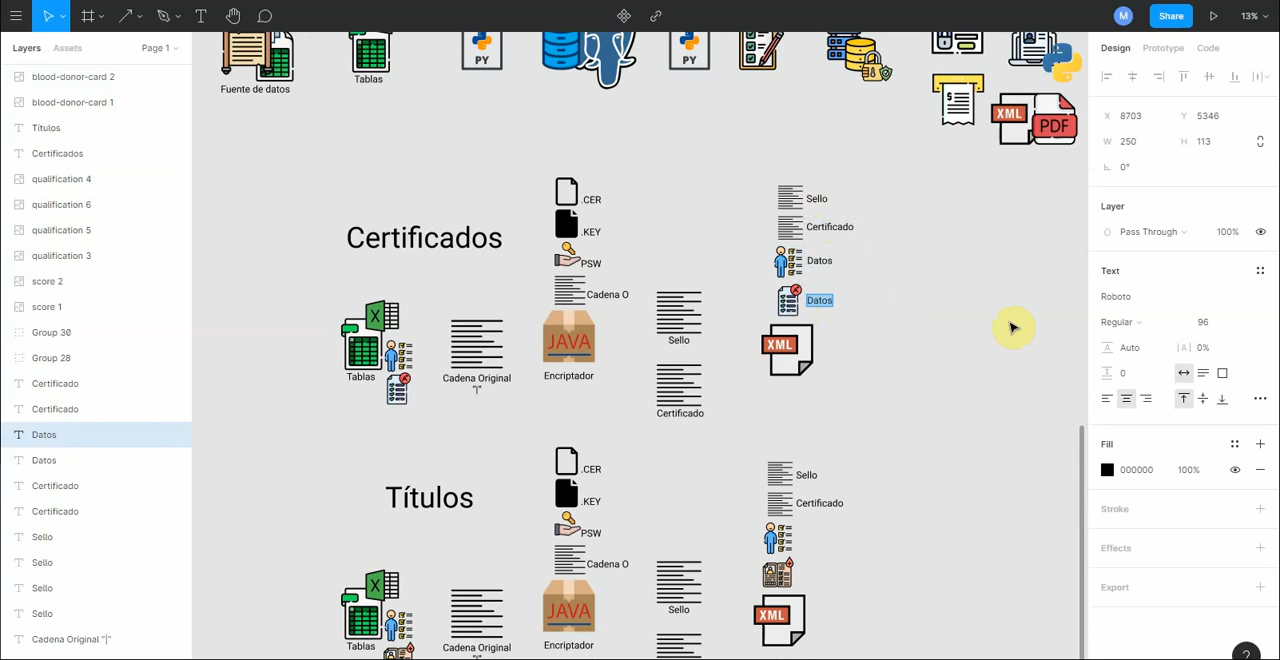 M
Share
13%
Layers
Assets
Page 1
Design
Prototype
Code
blood-donor-card 2
blood-donor-card 1
Títulos
Certificados
qualification 4
qualification 6
qualification 5
qualification 3
score 2
score 1
Group 30
Group 28
Certificado
Certificado
Datos
Datos
Certificado
Certificado
Sello
Sello
Sello
Sello
Cadena Original "|"
Fuente de datos
Tablas
PY
PY
$
XML
PDF
Certificados
.CER
.KEY
PSW
Cadena O
X
Tablas
Cadena Original
"|"
JAVA
Encriptador
Sello
Certificado
Sello
Certificado
Datos
Datos
XML
Títulos
.CER
.KEY
PSW
Cadena O
X
Tablas
Cadena Original
JAVA
Encriptador
Sello
Sello
Certificado
XML
X 8703
Y 5346
W 250
H 113
0°
Layer
Pass Through
100%
Text
Roboto
Regular
96
Auto
|A| 0%
0
Fill
000000
100%
Stroke
Effects
Export
?